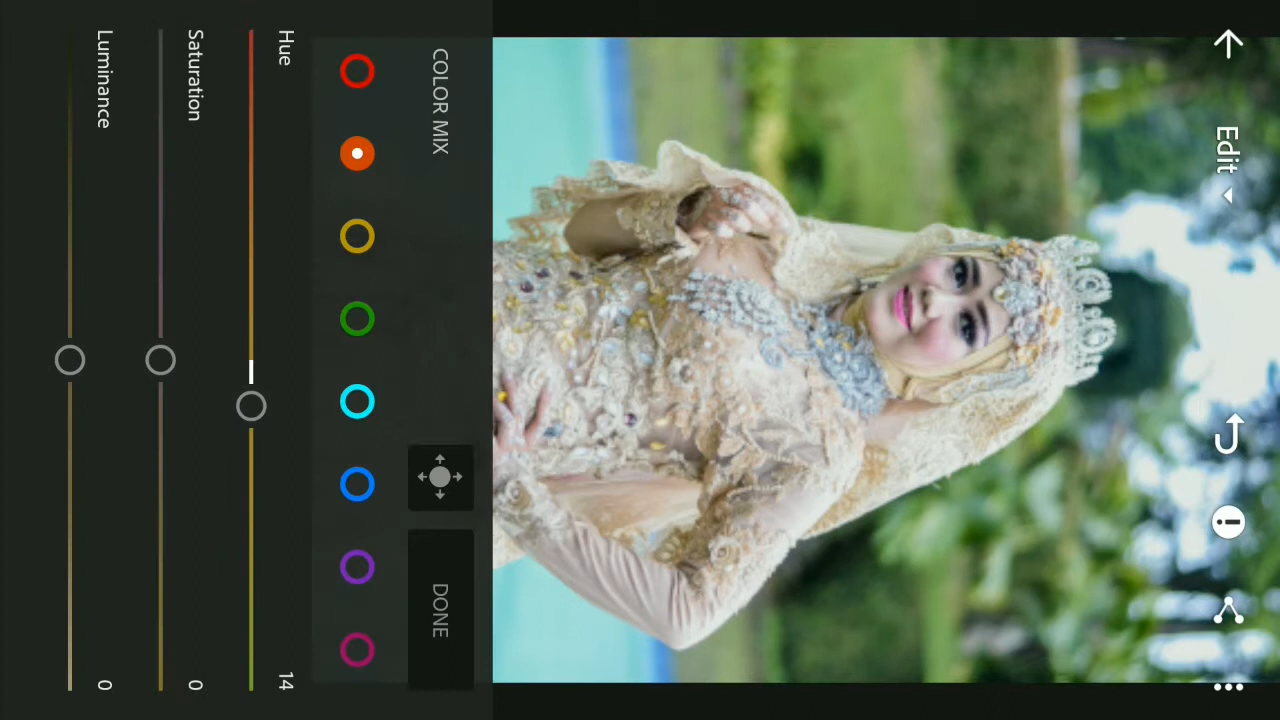 Edit
COLOR MIX
DONE
Hue 14
Saturation 0
Luminance 0